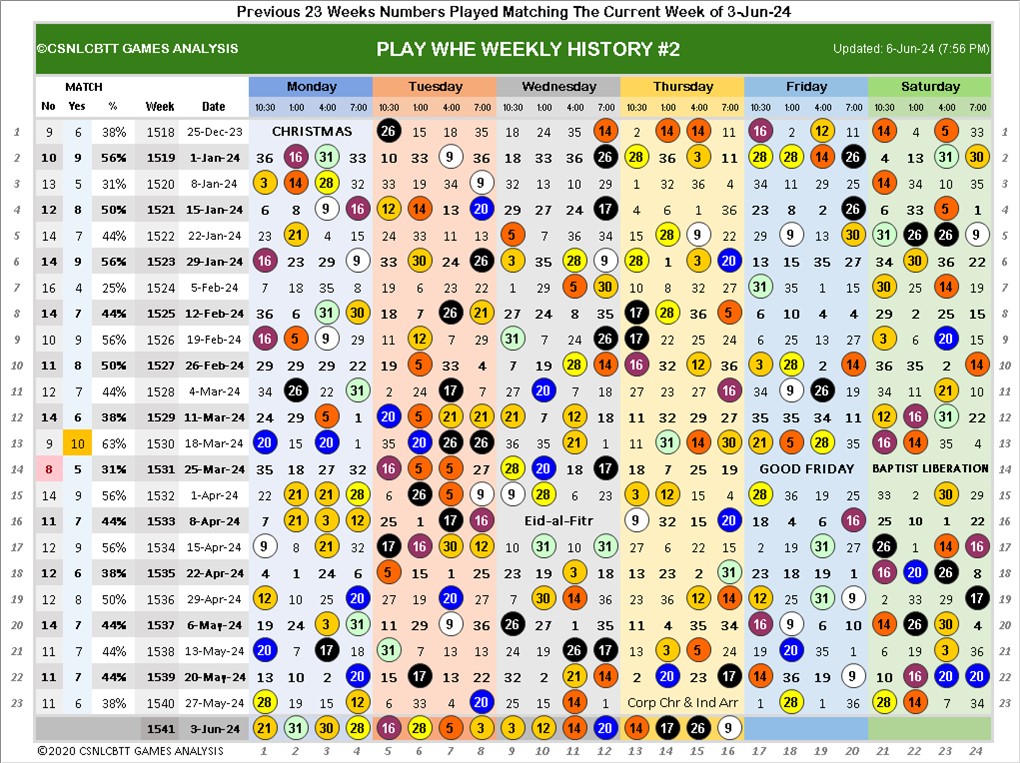 Previous 23 Weeks Numbers Played Matching The Current Week of 3-Jun-24
©CSNLCBTT GAMES ANALYSIS PLAY WHE WEEKLY HISTORY #2 Updated: 6-Jun-24 (7:56 PM)
MATCH Monday Tuesday Wednesday Thursday Friday Saturday
No Yes % Week Date 10:30 1:00 4:00 7:00 10:30 1:00 4:00 7:00 10:30 1:00 4:00 7:00 10:30 1:00 4:00 7:00 10:30 1:00 4:00 7:00 10:30 1:00 4:00 7:00
1 9 6 38% 1518 25-Dec-23 CHRISTMAS 26 15 18 35 18 24 35 14 2 14 14 11 16 2 12 11 14 4 5 33 1
2 10 9 56% 1519 1-Jan-24 36 16 31 33 10 33 9 36 18 33 36 26 28 36 3 11 28 28 14 26 4 13 31 30 2
3 13 5 31% 1520 8-Jan-24 3 14 28 32 33 19 34 9 32 13 10 29 1 32 36 4 34 11 29 25 14 34 10 35 3
4 12 8 50% 1521 15-Jan-24 6 8 9 16 12 14 13 20 29 27 24 17 4 6 1 36 23 8 2 26 6 33 5 1 4
5 14 7 44% 1522 22-Jan-24 2 21 4 15 24 33 11 13 5 7 36 34 15 28 9 22 29 9 13 30 31 26 26 9 5
6 14 9 56% 1523 29-Jan-24 16 23 29 9 33 30 24 26 3 35 28 9 28 1 3 20 13 15 35 27 34 30 36 22 6
7 16 4 25% 1524 5-Feb-24 7 18 35 8 19 6 23 22 1 29 5 30 10 8 32 27 31 35 1 15 30 25 14 19 7
8 14 7 44% 1525 12-Feb-24 36 6 31 30 18 7 26 21 27 24 8 35 17 28 36 5 6 10 4 4 29 2 25 15 8
9 10 9 56% 1526 19-Feb-24 16 5 9 29 11 12 7 29 31 7 23 26 17 22 25 24 6 25 13 27 3 6 20 15 9
10 11 8 50% 1527 26-Feb-24 29 29 29 22 19 5 33 4 7 19 28 14 16 32 12 36 3 28 2 14 36 35 2 14 10
11 12 7 44% 1528 4-Mar-24 34 26 22 31 2 24 17 7 27 20 7 18 27 23 27 16 34 9 26 19 34 11 21 10 11
12 14 6 38% 1529 11-Mar-24 24 29 5 1 20 5 21 21 21 7 12 18 11 32 29 27 35 35 34 11 12 16 31 22 12
13 9 10 63% 1530 18-Mar-24 20 15 20 1 35 20 26 26 36 35 21 1 11 31 14 30 21 5 28 35 16 14 35 4 13
14 8 5 31% 1531 25-Mar-24 35 18 27 32 16 5 5 27 28 20 18 17 18 7 25 19 GOOD FRIDAY BAPTIST LIBERATION 14
15 14 9 56% 1532 1-Apr-24 22 21 21 28 6 26 5 9 9 28 6 23 3 12 15 4 28 36 19 25 33 2 30 29 15
16 11 7 44% 1533 8-Apr-24 7 21 3 12 25 1 17 16 Eid-al-Fitr 9 32 15 20 18 4 6 16 25 10 1 22 16
17 12 9 56% 1534 15-Apr-24 9 8 21 32 17 16 30 12 10 31 10 31 27 6 22 15 2 19 31 27 26 1 14 16 17
18 12 6 38% 1535 22-Apr-24 4 1 24 6 5 15 1 25 23 19 3 18 13 23 2 31 23 18 19 1 16 20 26 8 18
19 12 8 50% 1536 29-Apr-24 12 10 25 20 27 19 20 27 7 30 14 36 23 36 12 14 12 25 31 9 2 33 29 17 19
20 14 7 44% 1537 6-May-24 19 24 3 31 11 29 9 36 26 27 1 35 11 4 35 34 16 9 6 10 14 26 30 4 20
21 11 7 44% 1538 13-May-24 20 7 17 18 31 7 13 13 24 11 26 17 13 3 5 24 19 20 35 1 6 19 3 36 21
22 11 7 44% 1539 20-May-24 13 10 2 20 15 17 13 22 32 2 21 14 2 20 23 17 14 36 19 9 10 16 20 20 22
23 11 6 38% 1540 27-May-24 28 19 15 12 6 33 4 20 25 15 14 1 Corp Chr & Ind Arr 1 28 1 36 28 14 7 34 23
1541 3-Jun-24 21 31 30 28 16 28 5 3 3 12 14 20 14 17 26 9
©2020 CSNLCBTT GAMES ANALYSIS 1 2 3 4 5 6 7 8 9 10 11 12 13 14 15 16 17 18 19 20 21 22 23 24